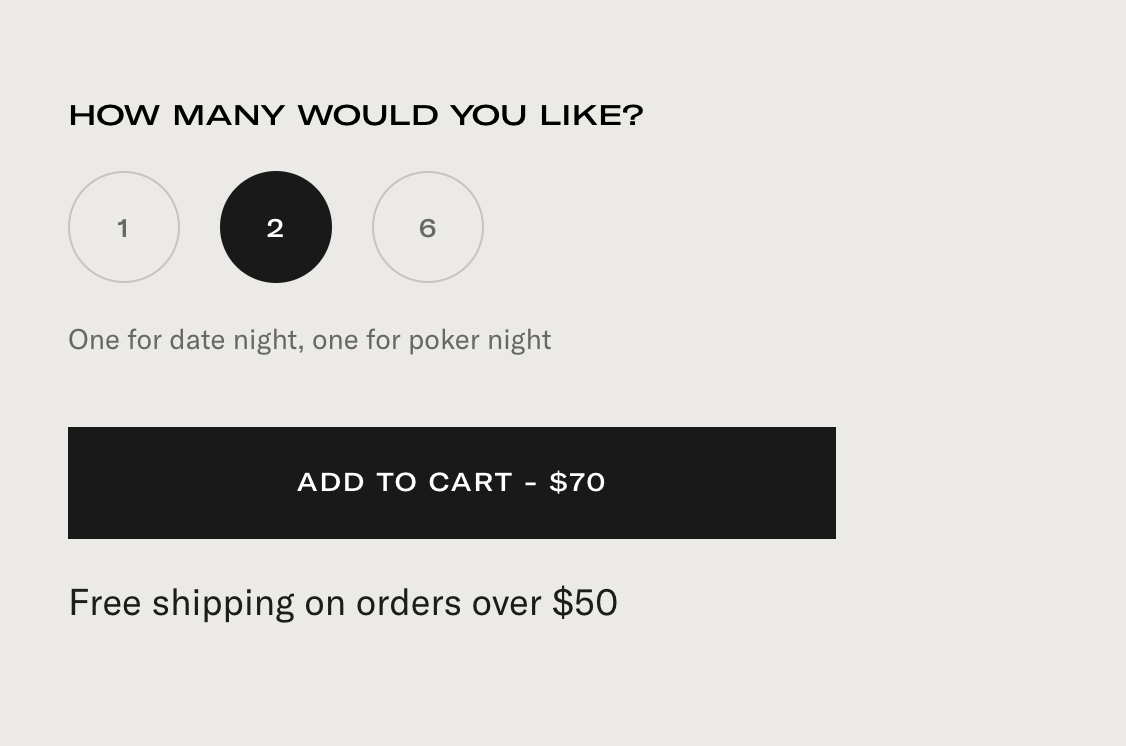 HOW MANY WOULD YOU LIKE?
1 2 6
One for date night, one for poker night
ADD TO CART - $70
Free shipping on orders over $50